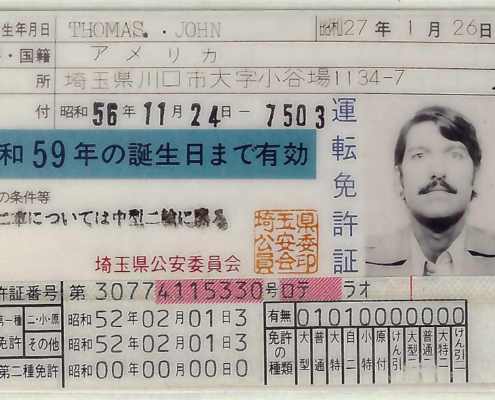 生年月日 THOMAS. . JOHN 昭和27年 1月26日
・国籍 アメリカ
所 埼玉県川口市大字小谷場1134-7
付 昭和56年11月24日- 7503
和59年の誕生日まで有効
の条件等
二車については中型二輪に限る
埼玉県公安委員会
埼玉県公安委員会印
運転免許証
許証番号 第30774115330号ロテ ラオ
第一種 二・小・原 昭和52年02月01日3
免許 その他 昭和52年02月01日3
第二種免許 昭和00年00月00日0
有無 01010000000
免許の種類 大型 普通 大特 自二 小特 原付 けん引 大型二 普通二 大特二 けん引